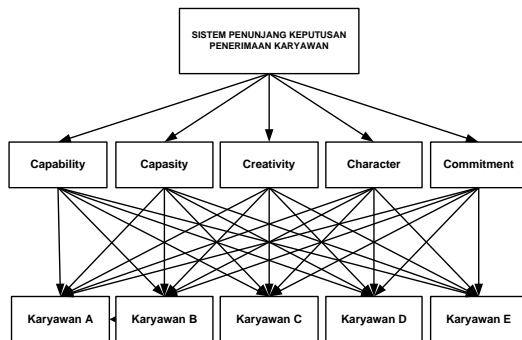 SISTEM PENUNJANG KEPUTUSAN
PENERIMAAN KARYAWAN
Capability
Capasity
Creativity
Character
Commitment
Karyawan A
Karyawan B
Karyawan C
Karyawan D
Karyawan E